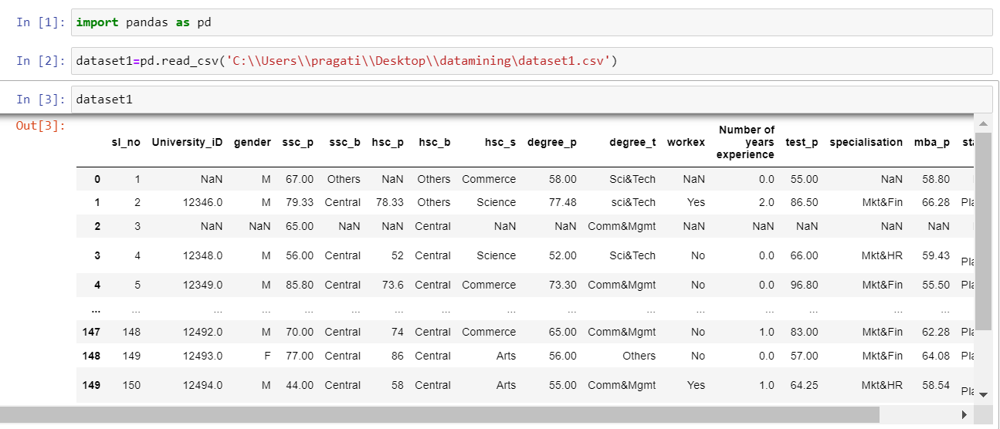 In [1]: import pandas as pd
In [2]: dataset1=pd.read_csv('C:\\Users\\pragati\\Desktop\\datamining\dataset1.csv')
In [3]: dataset1
Out[3]:
sl_no University_iD gender ssc_p ssc_b hsc_p hsc_b hsc_s degree_p degree_t workex Number of years experience test_p specialisation mba_p
0 1 NaN M 67.00 Others NaN Others Commerce 58.00 Sci&Tech NaN 0.0 55.00 NaN 58.80
1 2 12346.0 M 79.33 Central 78.33 Others Science 77.48 sci&Tech Yes 2.0 86.50 Mkt&Fin 66.28
2 3 NaN NaN 65.00 NaN NaN Central NaN NaN Comm&Mgmt NaN NaN NaN NaN NaN
3 4 12348.0 M 56.00 Central 52 Central Science 52.00 Sci&Tech No 0.0 66.00 Mkt&HR 59.43
4 5 12349.0 M 85.80 Central 73.6 Central Commerce 73.30 Comm&Mgmt No 0.0 96.80 Mkt&Fin 55.50
... ... ... ... ... ... ... ... ... ... ... ... ... ... ... ...
147 148 12492.0 M 70.00 Central 74 Central Commerce 65.00 Comm&Mgmt No 1.0 83.00 Mkt&Fin 62.28
148 149 12493.0 F 77.00 Central 86 Central Arts 56.00 Others No 0.0 57.00 Mkt&Fin 64.08
149 150 12494.0 M 44.00 Central 58 Central Arts 55.00 Comm&Mgmt Yes 1.0 64.25 Mkt&HR 58.54